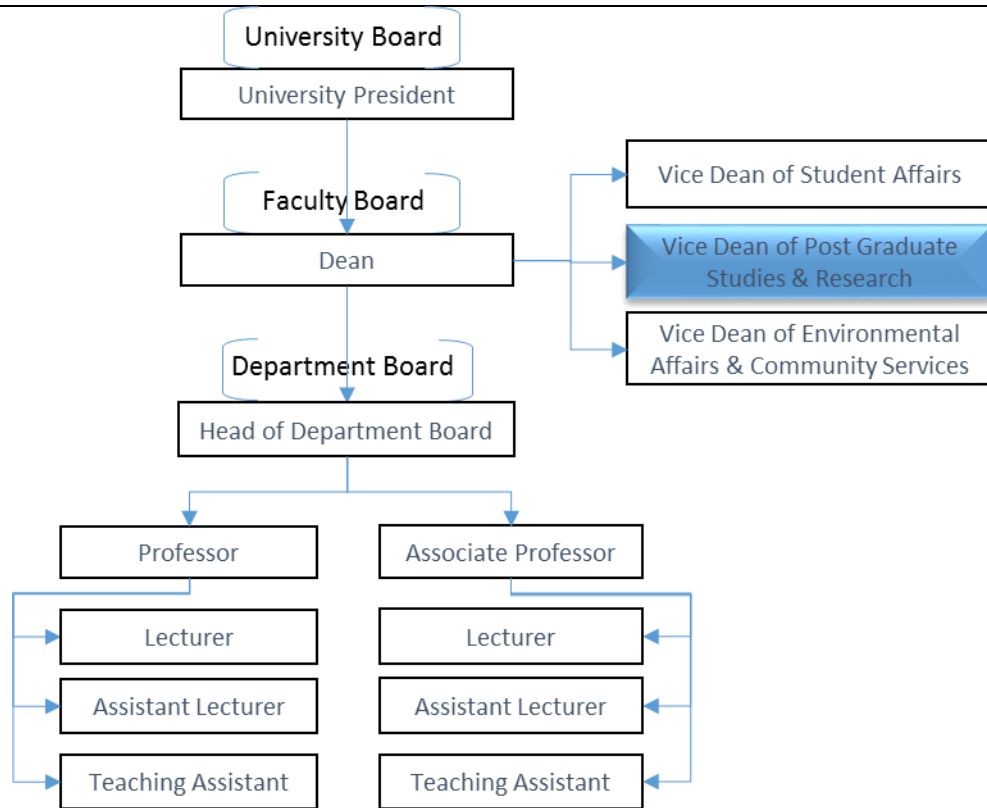 University Board
University President
Faculty Board
Dean
Vice Dean of Student Affairs
Vice Dean of Post Graduate
Studies & Research
Vice Dean of Environmental
Affairs & Community Services
Department Board
Head of Department Board
Professor
Associate Professor
Lecturer
Lecturer
Assistant Lecturer
Assistant Lecturer
Teaching Assistant
Teaching Assistant